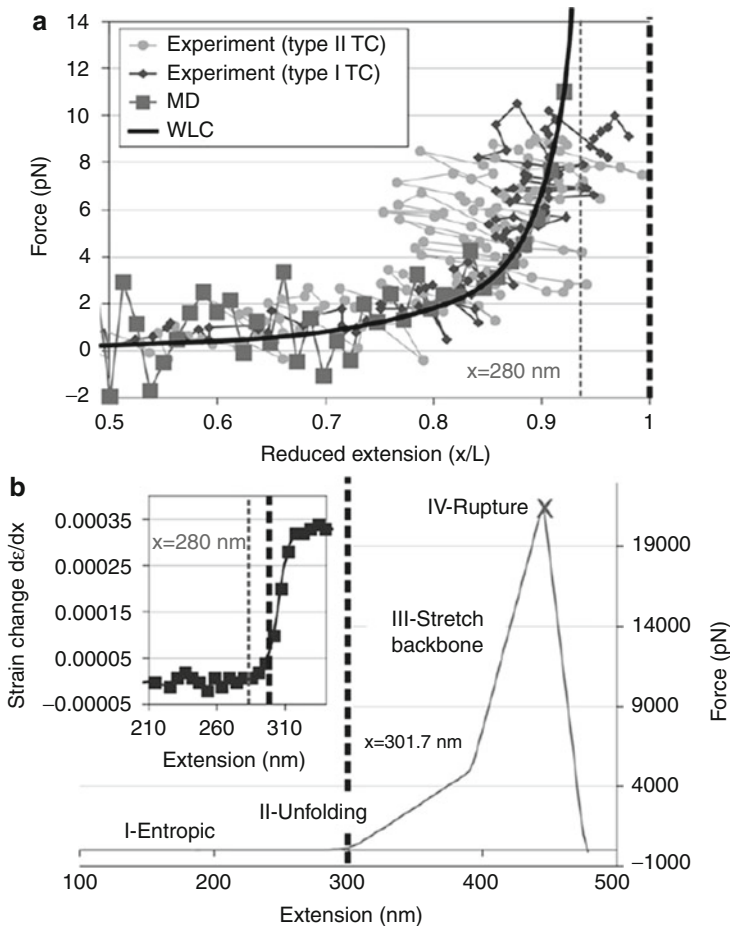 a
14
12
10
8
6
4
2
0
−2
Force (pN)
Experiment (type II TC)
Experiment (type I TC)
MD
WLC
x=280 nm
0.5
0.6
0.7
0.8
0.9
1
Reduced extension (x/L)
b
0.00035
0.00025
0.00015
0.00005
−0.00005
Strain change dε/dx
x=280 nm
210
260
310
Extension (nm)
IV-Rupture
III-Stretch
backbone
x=301.7 nm
II-Unfolding
I-Entropic
19000
14000
9000
4000
−1000
Force (pN)
100
200
300
400
500
Extension (nm)